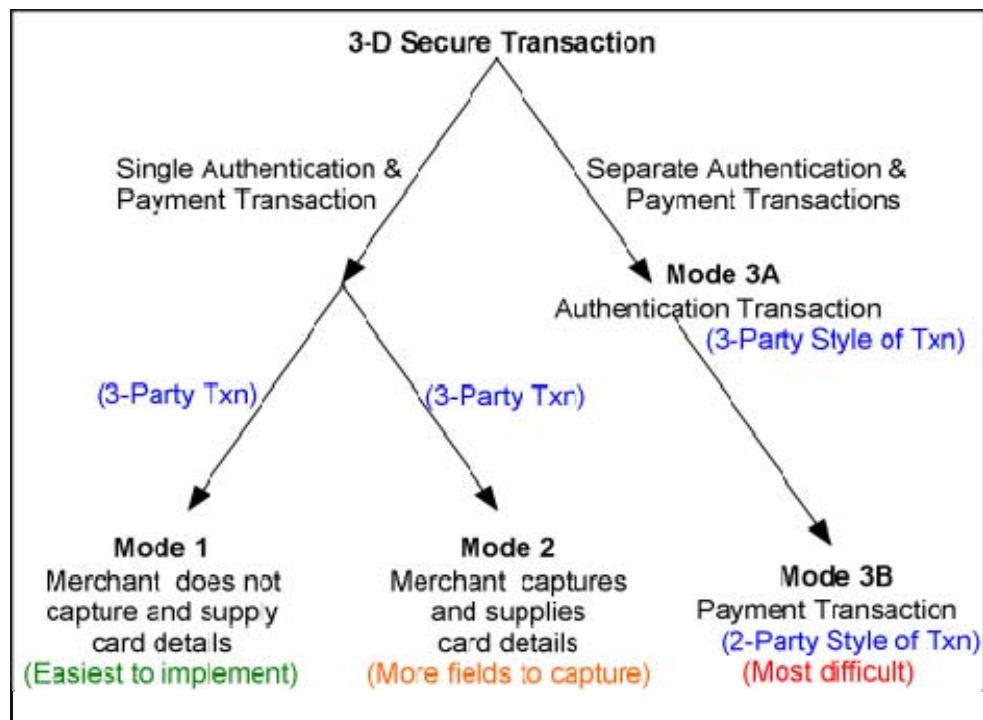 3-D Secure Transaction
Single Authentication &
Payment Transaction
Separate Authentication &
Payment Transactions
Mode 3A
Authentication Transaction
(3-Party Style of Txn)
(3-Party Txn)
(3-Party Txn)
Mode 1
Merchant does not
capture and supply
card details
(Easiest to implement)
Mode 2
Merchant captures
and supplies
card details
(More fields to capture)
Mode 3B
Payment Transaction
(2-Party Style of Txn)
(Most difficult)